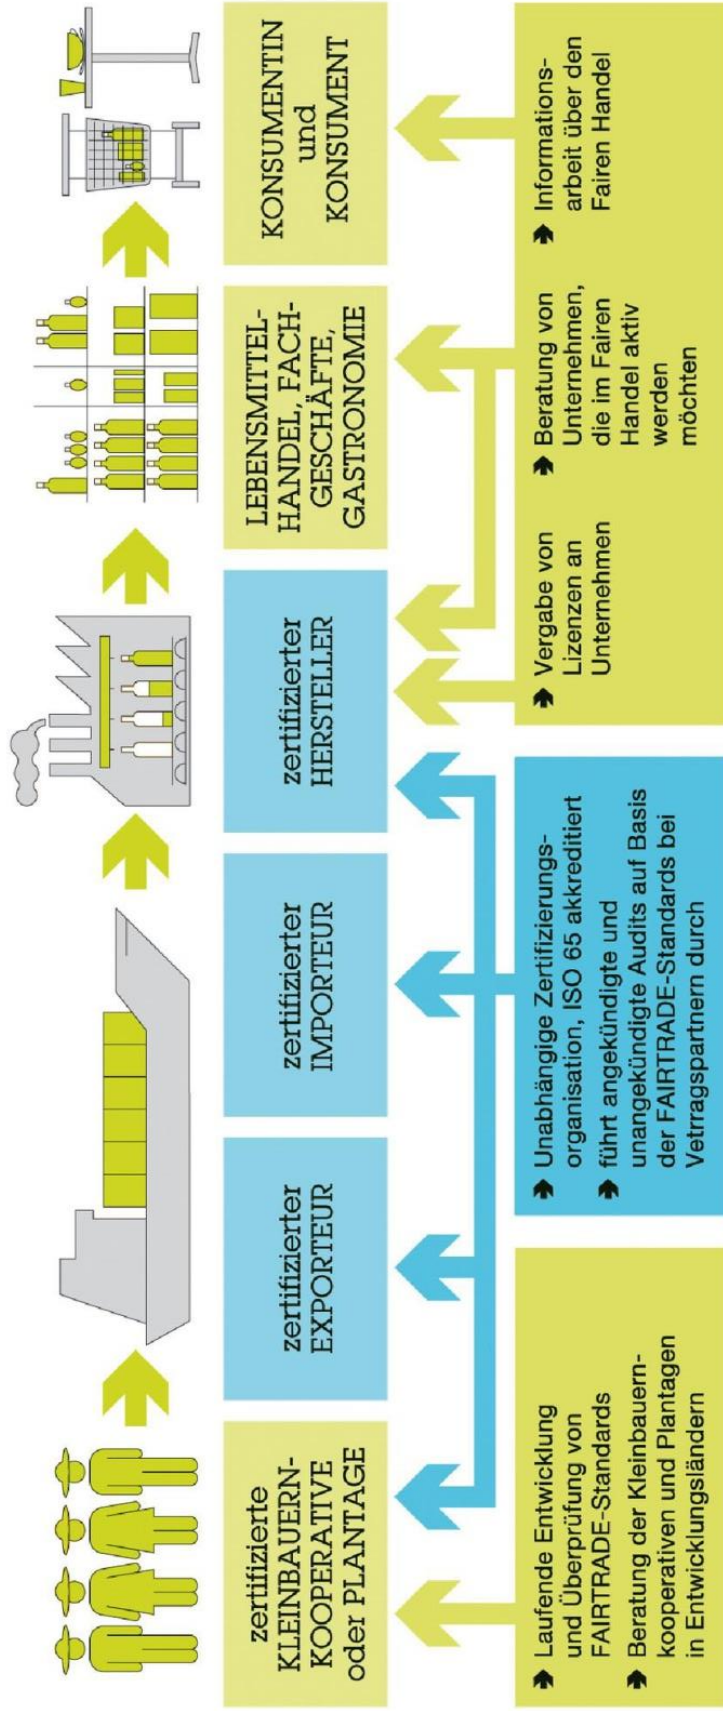 zertifizierte
KLEINBAUERN-
KOOPERATIVE
oder PLANTAGE
zertifizierter
EXPORTEUR
zertifizierter
IMPORTEUR
zertifizierter
HERSTELLER
LEBENSMITTEL-
HANDEL, FACH-
GESCHÄFTE,
GASTRONOMIE
KONSUMENTIN
und
KONSUMENT
Laufende Entwicklung
und Überprüfung von
FAIRTRADE-Standards
Beratung der Kleinbauern-
kooperativen und Plantagen
in Entwicklungsländern
Unabhängige Zertifizierungs-
organisation, ISO 65 akkreditiert
führt angekündigte und
unangekündigte Audits auf Basis
der FAIRTRADE-Standards bei
Vetrragspartnern durch
Vergabe von
Lizenzen an
Unternehmen
Beratung von
Unternehmen,
die im Fairen
Handel aktiv
werden
möchten
Informations-
arbeit über den
Fairen Handel